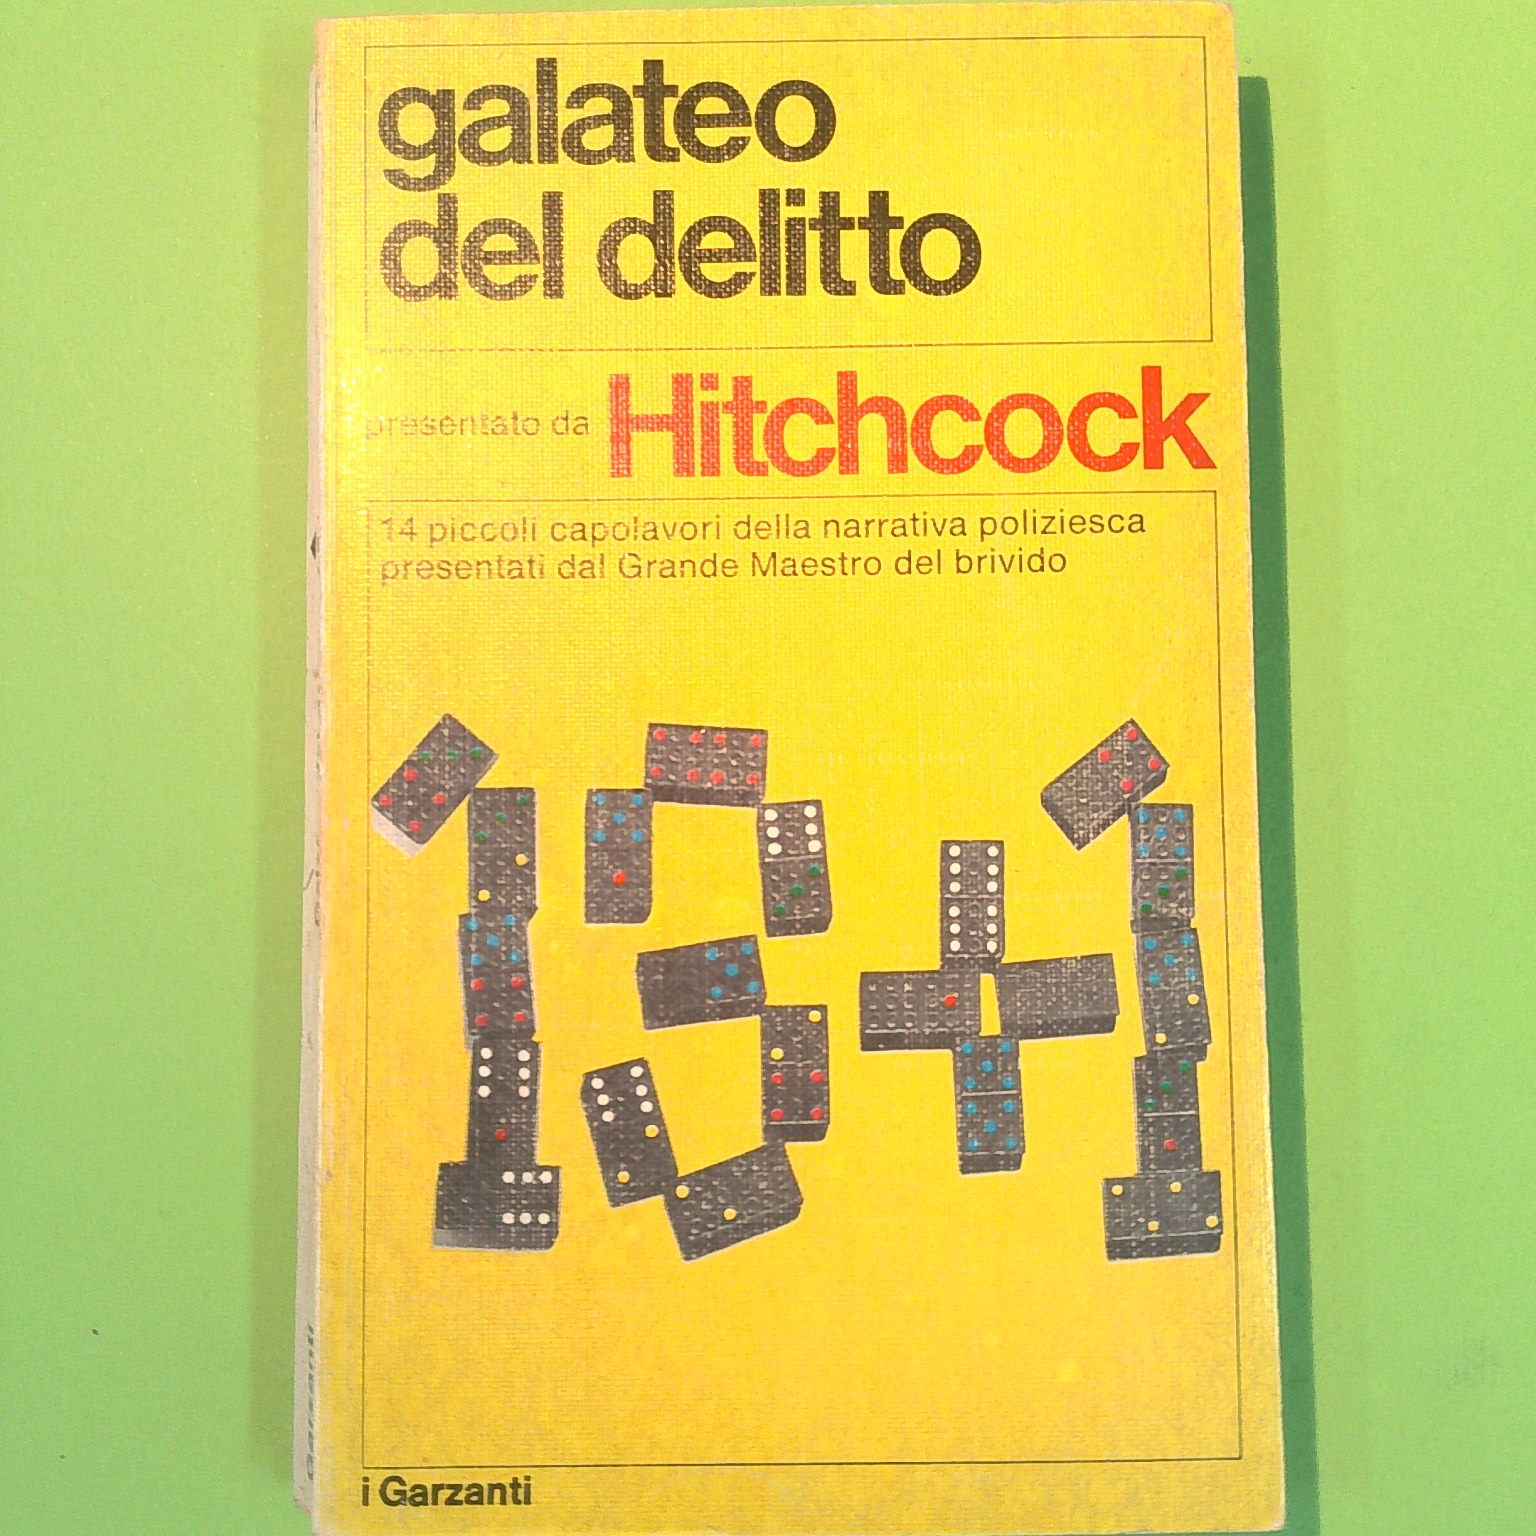 galateo
del delitto
presentato da Hitchcock
14 piccoli capolavori della narrativa poliziesca
presentati dal Grande Maestro del brivido
13+1
i Garzanti
Garzanti